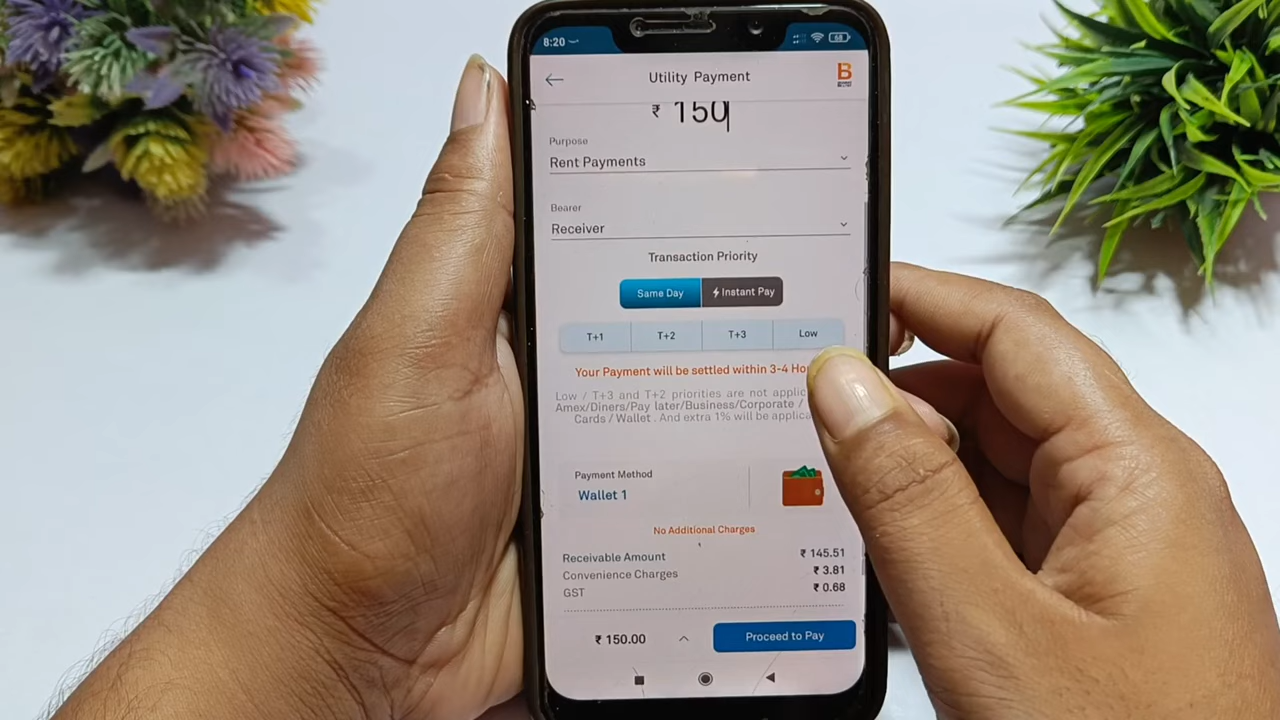 8:20
68
Utility Payment
B
₹ 150
Purpose
Rent Payments
Bearer
Receiver
Transaction Priority
Same Day
Instant Pay
T+1
T+2
T+3
Low
Your Payment will be settled within 3-4
Low / T+3 and T+2 priorities are not
Amex/Diners/Pay later/Business/Corporate /
Cards / Wallet . And extra 1% will be
Payment Method
Wallet 1
No Additional Charges
Receivable Amount ₹ 145.51
Convenience Charges ₹ 3.81
GST ₹ 0.68
₹ 150.00
Proceed to Pay